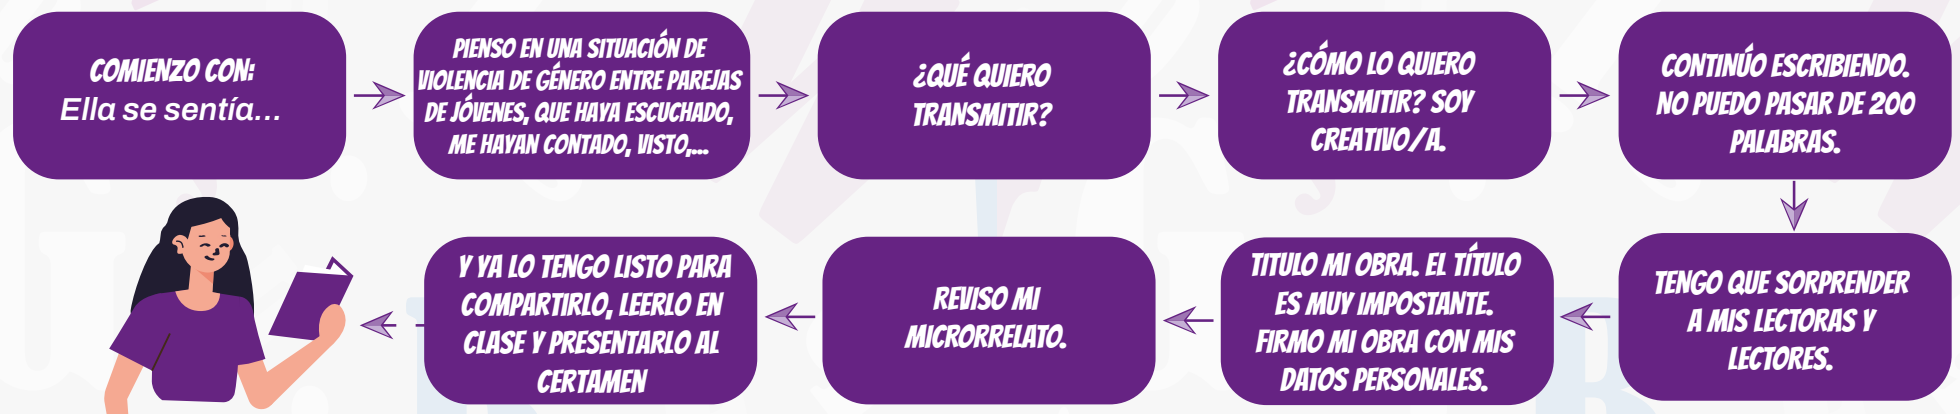 COMIENZO CON:
Ella se sentía...
PIENSO EN UNA SITUACIÓN DE
VIOLENCIA DE GÉNERO ENTRE PAREJAS
DE JÓVENES, QUE HAYA ESCUCHADO,
ME HAYAN CONTADO, VISTO,...
¿QUÉ QUIERO
TRANSMITIR?
¿CÓMO LO QUIERO
TRANSMITIR? SOY
CREATIVO/A.
CONTINÚO ESCRIBIENDO.
NO PUEDO PASAR DE 200
PALABRAS.
TENGO QUE SORPRENDER
A MIS LECTORAS Y
LECTORES.
TITULO MI OBRA. EL TÍTULO
ES MUY IMPOSTANTE.
FIRMO MI OBRA CON MIS
DATOS PERSONALES.
REVISO MI
MICRORRELATO.
Y YA LO TENGO LISTO PARA
COMPARTIRLO, LEERLO EN
CLASE Y PRESENTARLO AL
CERTAMEN